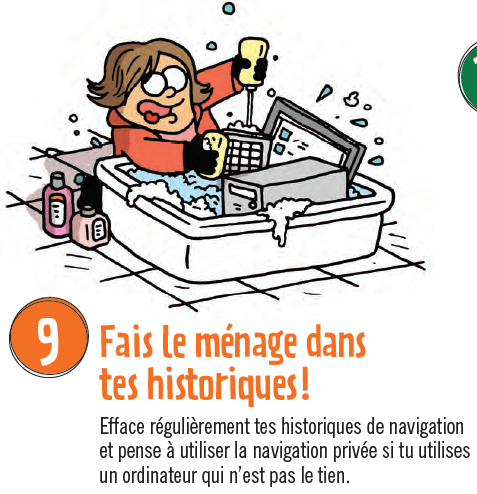 9
Fais le ménage dans
tes historiques!
Efface régulièrement tes historiques de navigation
et pense à utiliser la navigation privée si tu utilises
un ordinateur qui n'est pas le tien.